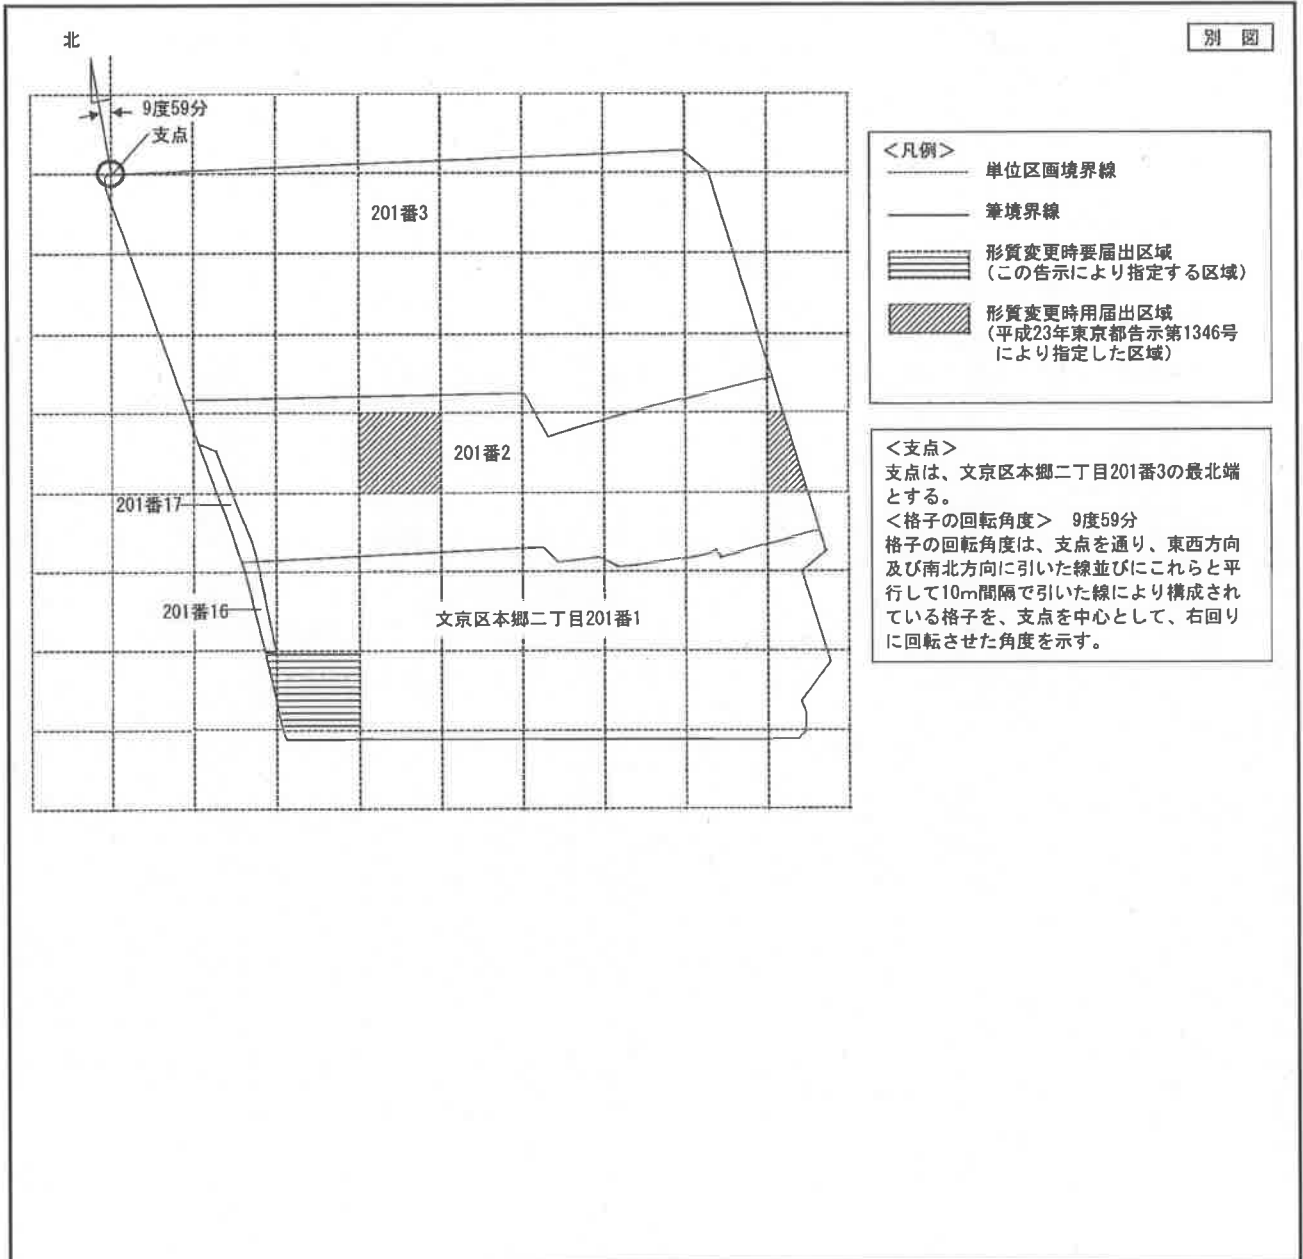 別 図
北
9度59分
支点
201番3
201番2
201番17
201番16
文京区本郷二丁目201番1
＜凡例＞
単位区画境界線
筆境界線
形質変更時要届出区域
(この告示により指定する区域)
形質変更時用届出区域
(平成23年東京都告示第1346号
により指定した区域)
＜支点＞
支点は、文京区本郷二丁目201番3の最北端
とする。
＜格子の回転角度＞ 9度59分
格子の回転角度は、支点を通り、東西方向
及び南北方向に引いた線並びにこれらと平
行して10m間隔で引いた線により構成され
ている格子を、支点を中心として、右回り
に回転させた角度を示す。